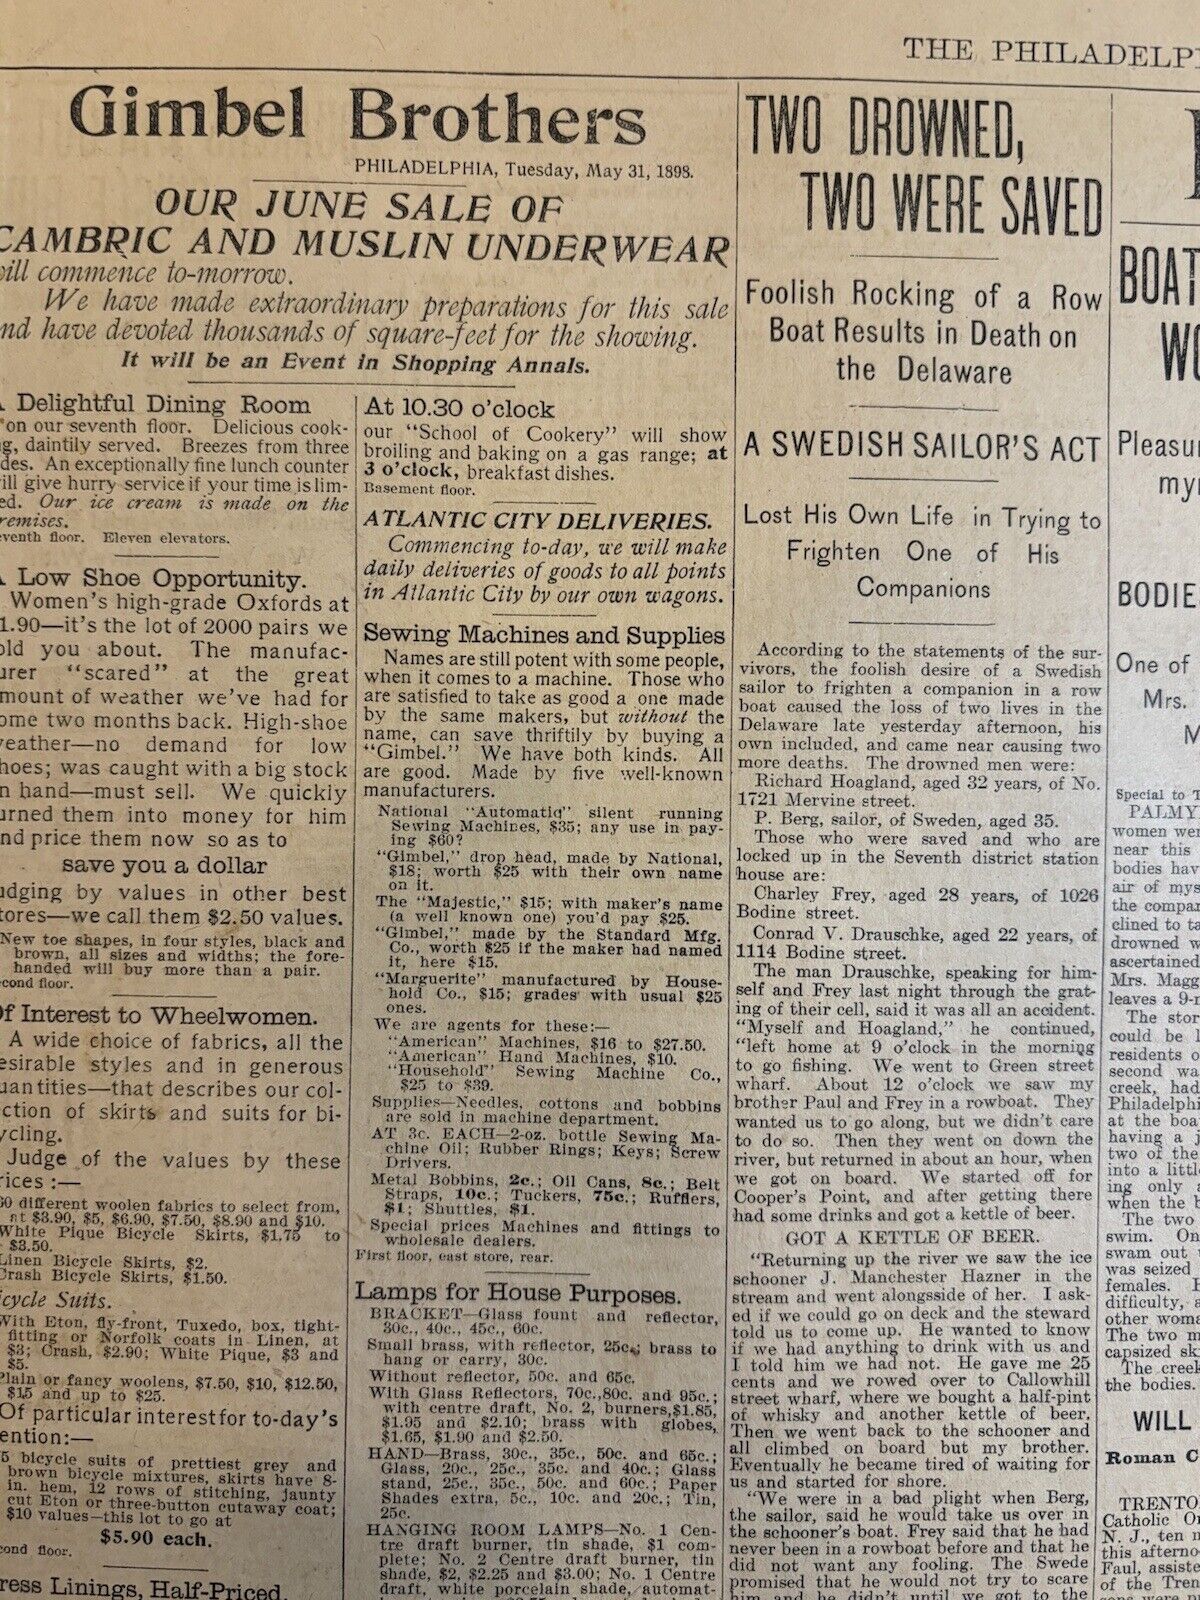 THE PHILADELP
Gimbel Brothers
PHILADELPHIA, Tuesday, May 31, 1898.
OUR JUNE SALE OF
CAMBRIC AND MUSLIN UNDERWEAR
will commence to-morrow.
We have made extraordinary preparations for this sale
nd have devoted thousands of square-feet for the showing.
It will be an Event in Shopping Annals.
Delightful Dining Room
on our seventh floor. Delicious cook-
g, daintily served. Breezes from three
des. An exceptionally fine lunch counter
ill give hurry service if your time is lim-
ed. Our ice cream is made on the
remises.
eventh floor. Eleven elevators.
Low Shoe Opportunity.
Women's high-grade Oxfords at
1.90—it's the lot of 2000 pairs we
old you about. The manufac-
urer "scared" at the great
mount of weather we've had for
ome two months back. High-shoe
eather—no demand for low
hoes; was caught with a big stock
n hand—must sell. We quickly
urned them into money for him
nd price them now so as to
save you a dollar
udging by values in other best
tores—we call them $2.50 values.
New toe shapes, in four styles, black and
brown, all sizes and widths; the fore-
handed will buy more than a pair.
cond floor.
Of Interest to Wheelwomen.
A wide choice of fabrics, all the
esirable styles and in generous
uantities—that describes our col-
ction of skirts and suits for bi-
ycling.
Judge of the values by these
rices :—
60 different woolen fabrics to select from,
at $3.90, $5, $6.90, $7.50, $8.90 and $10.
White Pique Bicycle Skirts, $1.75 to
$3.50.
Linen Bicycle Skirts, $2.
Crash Bicycle Skirts, $1.50.
icycle Suits.
With Eton, fly-front, Tuxedo, box, tight-
fitting or Norfolk coats in Linen, at
$3; Crash, $2.90; White Pique, $3 and
$5.
Plain or fancy woolens, $7.50, $10, $12.50,
$15 and up to $25.
Of particular interest for to-day's
ention:—
5 bicycle suits of prettiest grey and
brown bicycle mixtures, skirts have 8-
in. hem, 12 rows of stitching, jaunty
cut Eton or three-button cutaway coat;
$10 values—this lot to go at
$5.90 each.
cond floor.
ress Linings, Half-Priced.
At 10.30 o'clock
our "School of Cookery" will show
broiling and baking on a gas range; at
3 o'clock, breakfast dishes.
Basement floor.
ATLANTIC CITY DELIVERIES.
Commencing to-day, we will make
daily deliveries of goods to all points
in Atlantic City by our own wagons.
Sewing Machines and Supplies
Names are still potent with some people,
when it comes to a machine. Those who
are satisfied to take as good a one made
by the same makers, but without the
name, can save thriftily by buying a
"Gimbel." We have both kinds. All
are good. Made by five well-known
manufacturers.
National "Automatic" silent running
Sewing Machines, $35; any use in pay-
ing $60?
"Gimbel," drop head, made by National,
$18; worth $25 with their own name
on it.
The "Majestic," $15; with maker's name
(a well known one) you'd pay $25.
"Gimbel," made by the Standard Mfg.
Co., worth $25 if the maker had named
it, here $15.
"Marguerite" manufactured by House-
hold Co., $15; grades with usual $25
ones.
We are agents for these:—
"American" Machines, $16 to $27.50.
"American" Hand Machines, $10.
"Household" Sewing Machine Co.,
$25 to $39.
Supplies—Needles, cottons and bobbins
are sold in machine department.
AT 3c. EACH—2-oz. bottle Sewing Ma-
chine Oil; Rubber Rings; Keys; Screw
Drivers.
Metal Bobbins, 2c.; Oil Cans, 8c.; Belt
Straps, 10c.; Tuckers, 75c.; Rufflers,
$1; Shuttles, $1.
Special prices Machines and fittings to
wholesale dealers.
First floor, east store, rear.
Lamps for House Purposes.
BRACKET—Glass fount and reflector,
30c., 40c., 45c., 60c.
Small brass, with reflector, 25c.; brass to
hang or carry, 30c.
Without reflector, 50c. and 65c.
With Glass Reflectors, 70c., 80c. and 95c.;
with centre draft, No. 2, burners, $1.85,
$1.95 and $2.10; brass with globes,
$1.65, $1.90 and $2.50.
HAND—Brass, 30c., 35c., 50c. and 65c.;
Glass, 20c., 25c., 35c. and 40c.; Glass
stand, 25c., 35c., 50c. and 60c.; Paper
Shades extra, 5c., 10c. and 20c.; Tin,
25c.
HANGING ROOM LAMPS—No. 1 Cen-
tre draft burner, tin shade, $1 com-
plete; No. 2 Centre draft burner, tin
shade, $2, $2.25 and $3.00; No. 1 Centre
draft, white porcelain shade, automat-
TWO DROWNED,
TWO WERE SAVED
Foolish Rocking of a Row
Boat Results in Death on
the Delaware
A SWEDISH SAILOR'S ACT
Lost His Own Life in Trying to
Frighten One of His
Companions
According to the statements of the sur-
vivors, the foolish desire of a Swedish
sailor to frighten a companion in a row
boat caused the loss of two lives in the
Delaware late yesterday afternoon, his
own included, and came near causing two
more deaths. The drowned men were:
Richard Hoagland, aged 32 years, of No.
1721 Mervine street.
P. Berg, sailor, of Sweden, aged 35.
Those who were saved and who are
locked up in the Seventh district station
house are:
Charley Frey, aged 28 years, of 1026
Bodine street.
Conrad V. Drauschke, aged 22 years, of
1114 Bodine street.
The man Drauschke, speaking for him-
self and Frey last night through the grat-
ing of their cell, said it was all an accident.
"Myself and Hoagland," he continued,
"left home at 9 o'clock in the morning
to go fishing. We went to Green street
wharf. About 12 o'clock we saw my
brother Paul and Frey in a rowboat. They
wanted us to go along, but we didn't care
to do so. Then they went on down the
river, but returned in about an hour, when
we got on board. We started off for
Cooper's Point, and after getting there
had some drinks and got a kettle of beer.
GOT A KETTLE OF BEER.
"Returning up the river we saw the ice
schooner J. Manchester Hazner in the
stream and went alongside of her. I ask-
ed if we could go on deck and the steward
told us to come up. He wanted to know
if we had anything to drink with us and
I told him we had not. He gave me 25
cents and we rowed over to Callowhill
street wharf, where we bought a half-pint
of whisky and another kettle of beer.
Then we went back to the schooner and
all climbed on board but my brother.
Eventually he became tired of waiting for
us and started for shore.
"We were in a bad plight when Berg,
the sailor, said he would take us over in
the schooner's boat. Frey said that he had
never been in a rowboat before and that he
did not want any fooling. The Swede
promised that he would not try to scare
him and he didn't until we got to the
BOAT
WO
Pleasur
myr
BODIE
One of
Mrs.
M
Special to T
PALMY
women wer
near this
bodies hav
air of mys
the compar
clined to ta
drowned w
ascertained
Mrs. Magg
leaves a 9-m
The stor
could be l
residents o
second wa
creek, had
Philadelphi
at the boat
having a j
two of the
into a littl
ing only a
when the b
The two
swim. On
swam out
was seized
females. H
difficulty,
other woma
The two m
capsized ski
The creek
the bodies.
WILL
Roman C
TRENTO
Catholic Or
N. J., ten m
this afterno
Faul, assiste
of the Tren